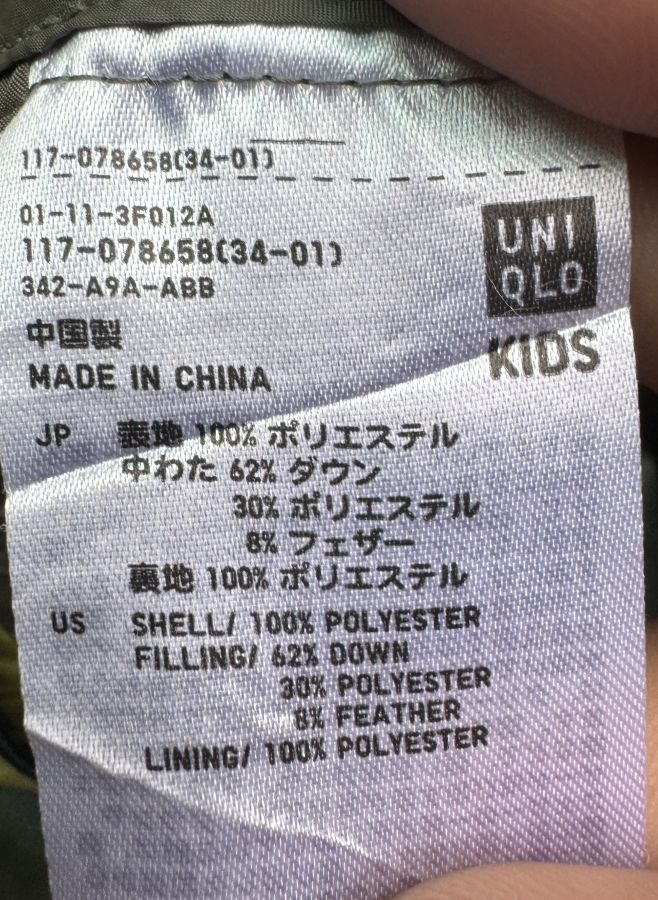 117-078658(34-01)
01-11-3F012A
117-078658(34-01)
342-A9A-ABB
UNI
QLO
KIDS
中国製
MADE IN CHINA
JP 表地 100% ポリエステル
中わた 62% ダウン
30% ポリエステル
8% フェザー
裏地 100% ポリエステル
US SHELL/ 100% POLYESTER
FILLING/ 62% DOWN
30% POLYESTER
8% FEATHER
LINING/ 100% POLYESTER